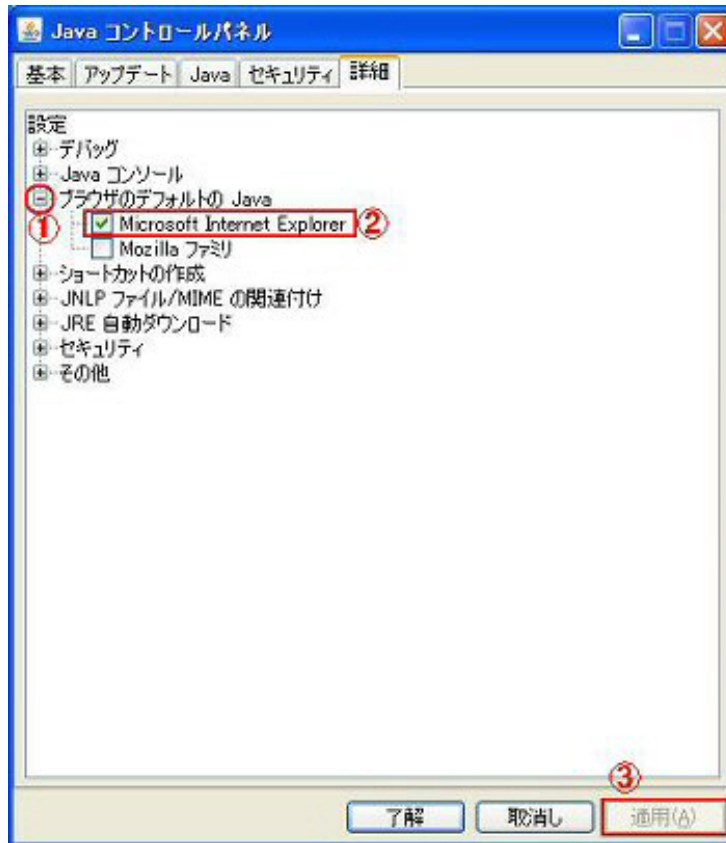 Java コントロールパネル
基本 アップデート Java セキュリティ 詳細
設定
デバッグ
Java コンソール
ブラウザのデフォルトの Java
① Microsoft Internet Explorer ②
Mozilla ファミリ
ショートカットの作成
JNLP ファイル/MIME の関連付け
JRE 自動ダウンロード
セキュリティ
その他
③
了解 取消し 適用(A)